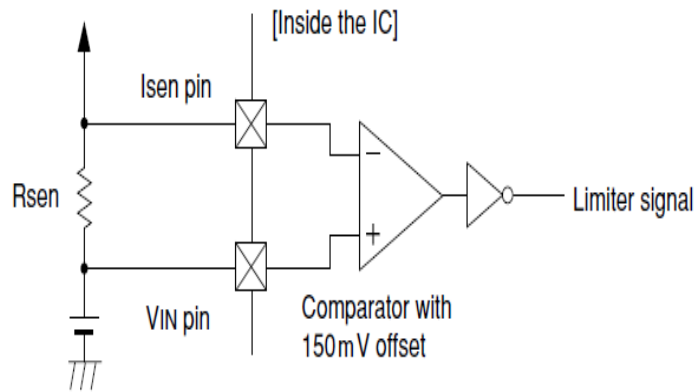 [Inside the IC]
Isen pin
−
Rsen
Limiter signal
+
VIN pin
Comparator with
150mV offset